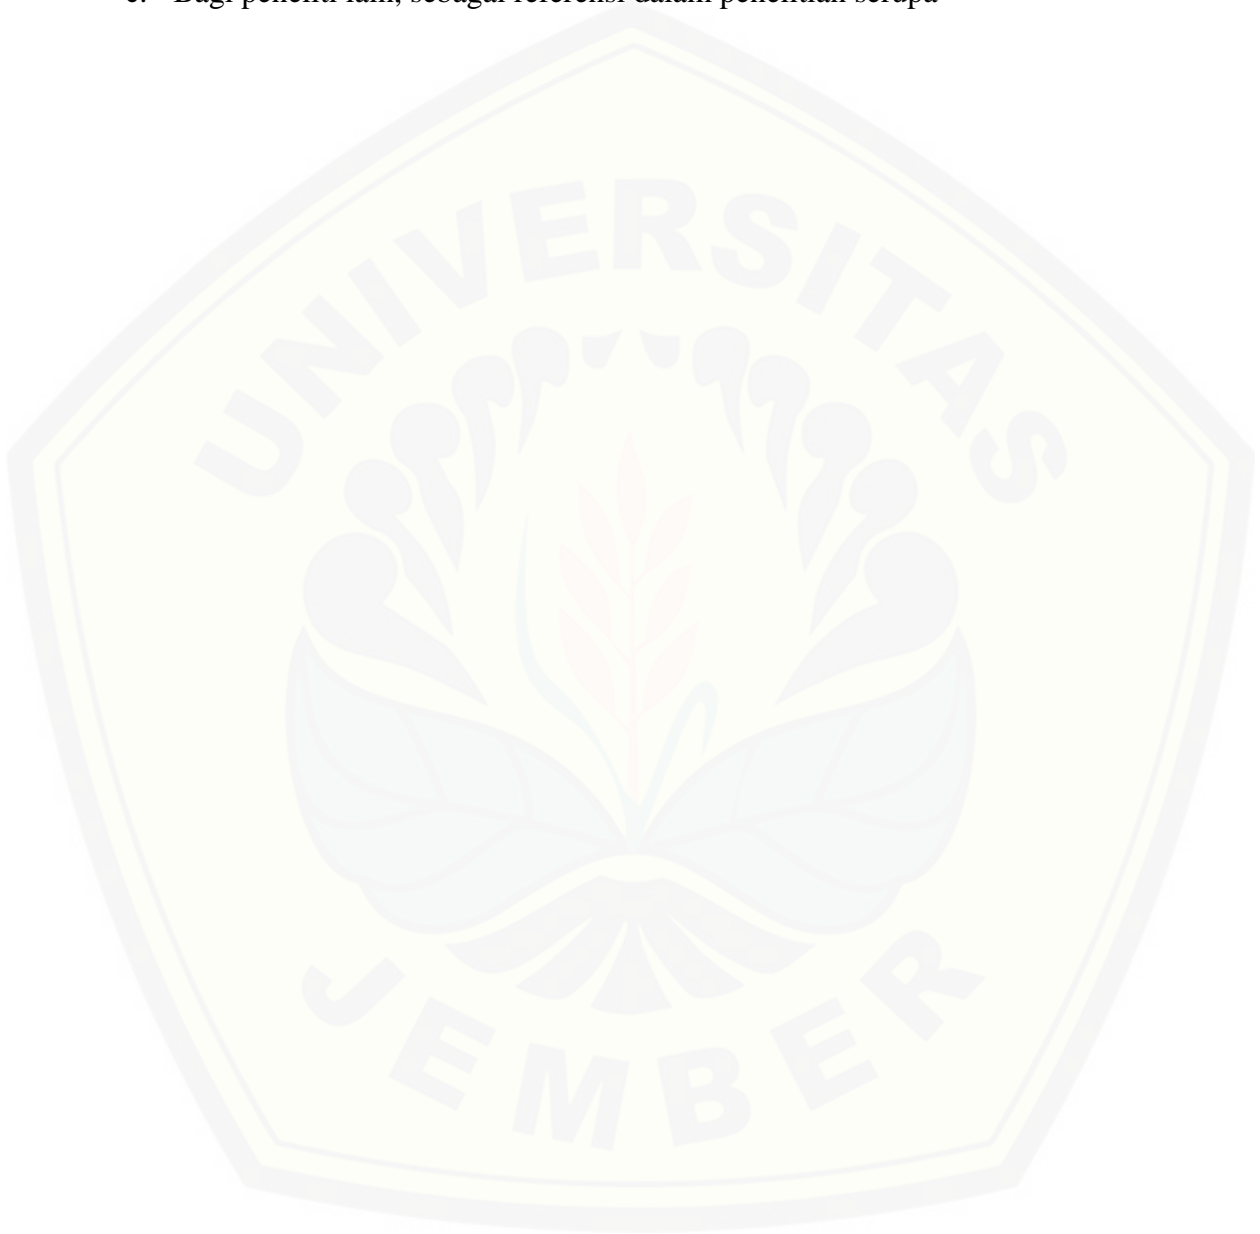 c. Bagi peneliti lain, sebagai referensi dalam penelitian serupa
UNIVERSITAS
JEMBER